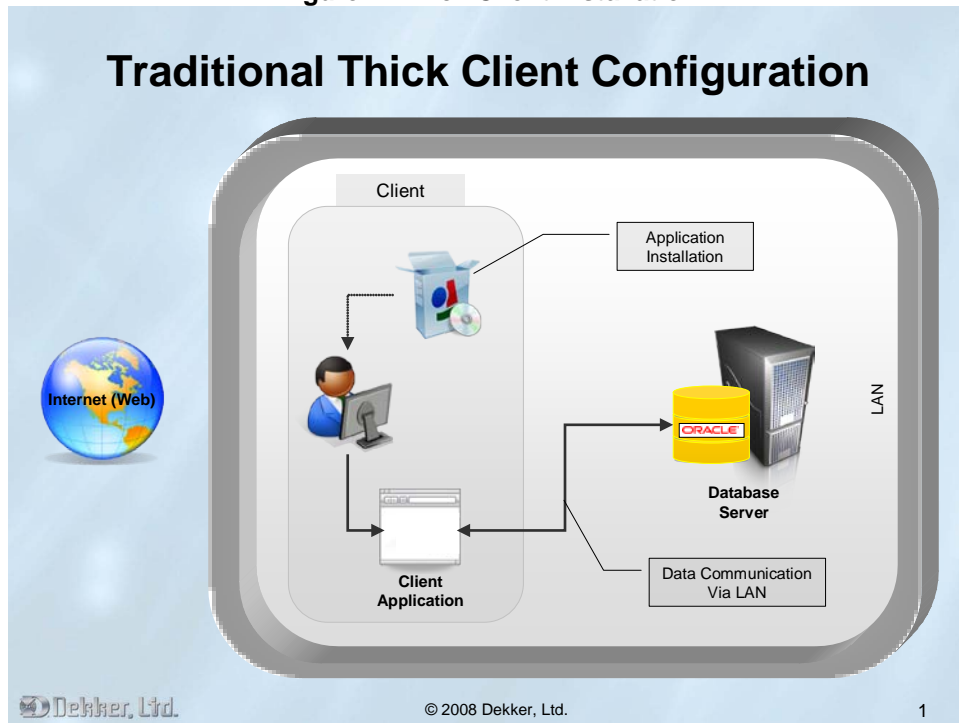 Traditional Thick Client Configuration
Client
Application
Installation
Internet (Web)
LAN
ORACLE
Database
Server
Client
Application
Data Communication
Via LAN
Dekker, Ltd.
© 2008 Dekker, Ltd.
1